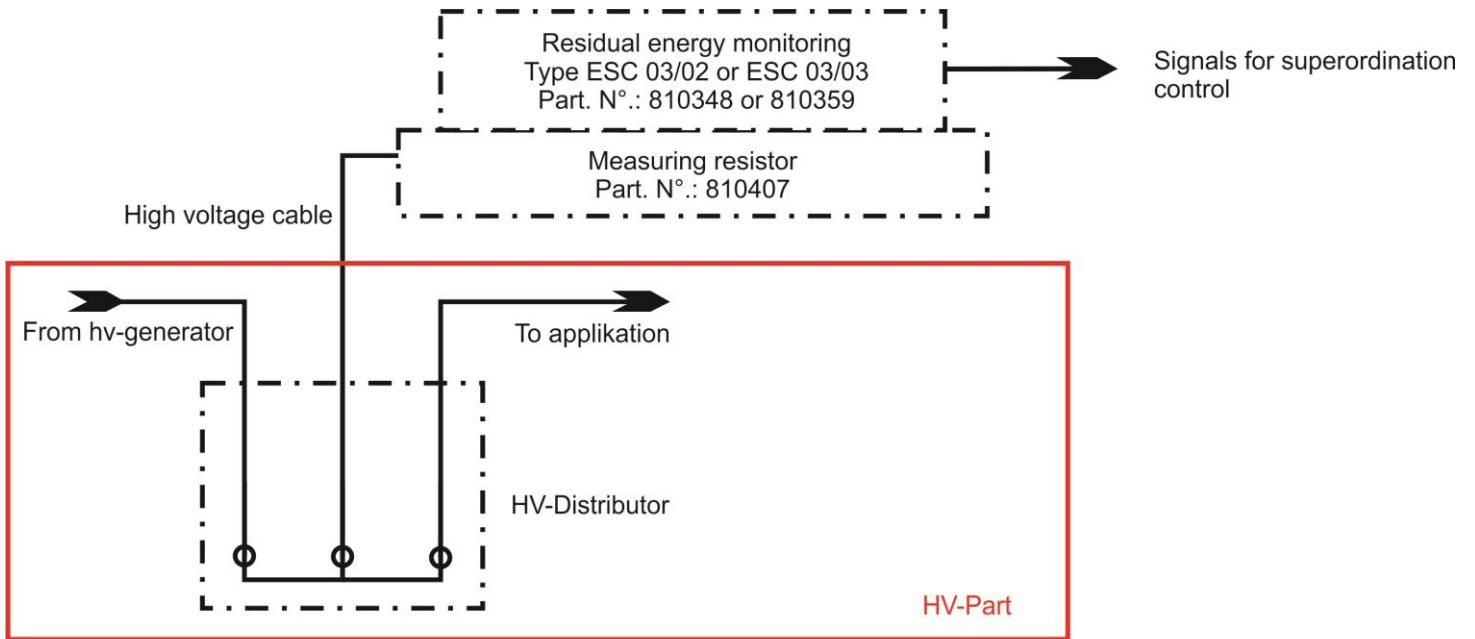 Residual energy monitoring
Type ESC 03/02 or ESC 03/03
Part. N°.: 810348 or 810359
Signals for superordination
control
Measuring resistor
Part. N°.: 810407
High voltage cable
From hv-generator
To applikation
HV-Distributor
HV-Part